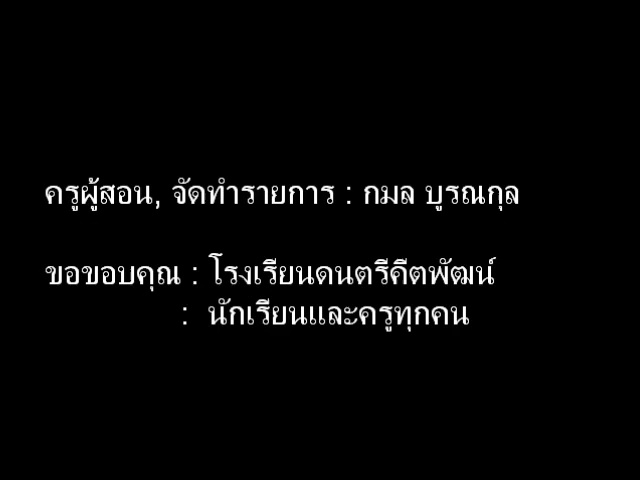 ครูผู้สอน, จัดทำรายการ : กมล บูรณกุล
ขอขอบคุณ : โรงเรียนดนตรีคีตพัฒน์
: นักเรียนและครูทุกคน